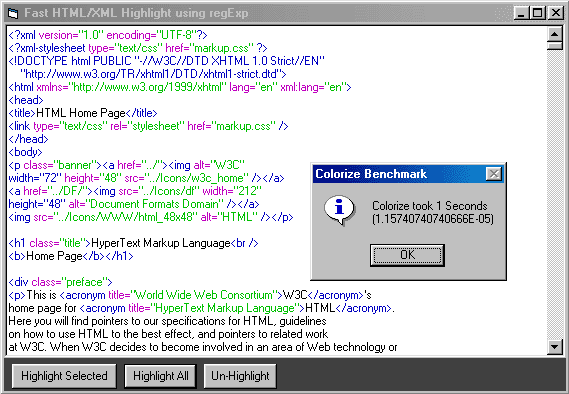 Fast HTML/XML Highlight using regExp
<?xml version="1.0" encoding="UTF-8"?>
<?xml-stylesheet type="text/css" href="markup.css" ?>
<!DOCTYPE html PUBLIC "-//W3C//DTD XHTML 1.0 Strict//EN"
"http://www.w3.org/TR/xhtml1/DTD/xhtml1-strict.dtd">
<html xmlns="http://www.w3.org/1999/xhtml" lang="en" xml:lang="en">
<head>
<title>HTML Home Page</title>
<link type="text/css" rel="stylesheet" href="markup.css" />
</head>
<body>
<p class="banner"><a href="../"><img alt="W3C"
width="72" height="48" src="../Icons/w3c_home" /></a>
<a href="../DF/"><img src="../Icons/df" width="212"
height="48" alt="Document Formats Domain" /></a>
<img src="../Icons/WWW/html_48x48" alt="HTML" /></p>
<h1 class="title">HyperText Markup Language<br />
<b>Home Page</b></h1>
<div class="preface">
<p>This is <acronym title="World Wide Web Consortium">W3C</acronym>'s
home page for <acronym title="HyperText Markup Language">HTML</acronym>.
Here you will find pointers to our specifications for HTML, guidelines
on how to use HTML to the best effect, and pointers to related work
at W3C. When W3C decides to become involved in an area of Web technology or
Colorize Benchmark
Colorize took 1 Seconds
(1.15740740740666E-05)
OK
Highlight Selected
Highlight All
Un-Highlight